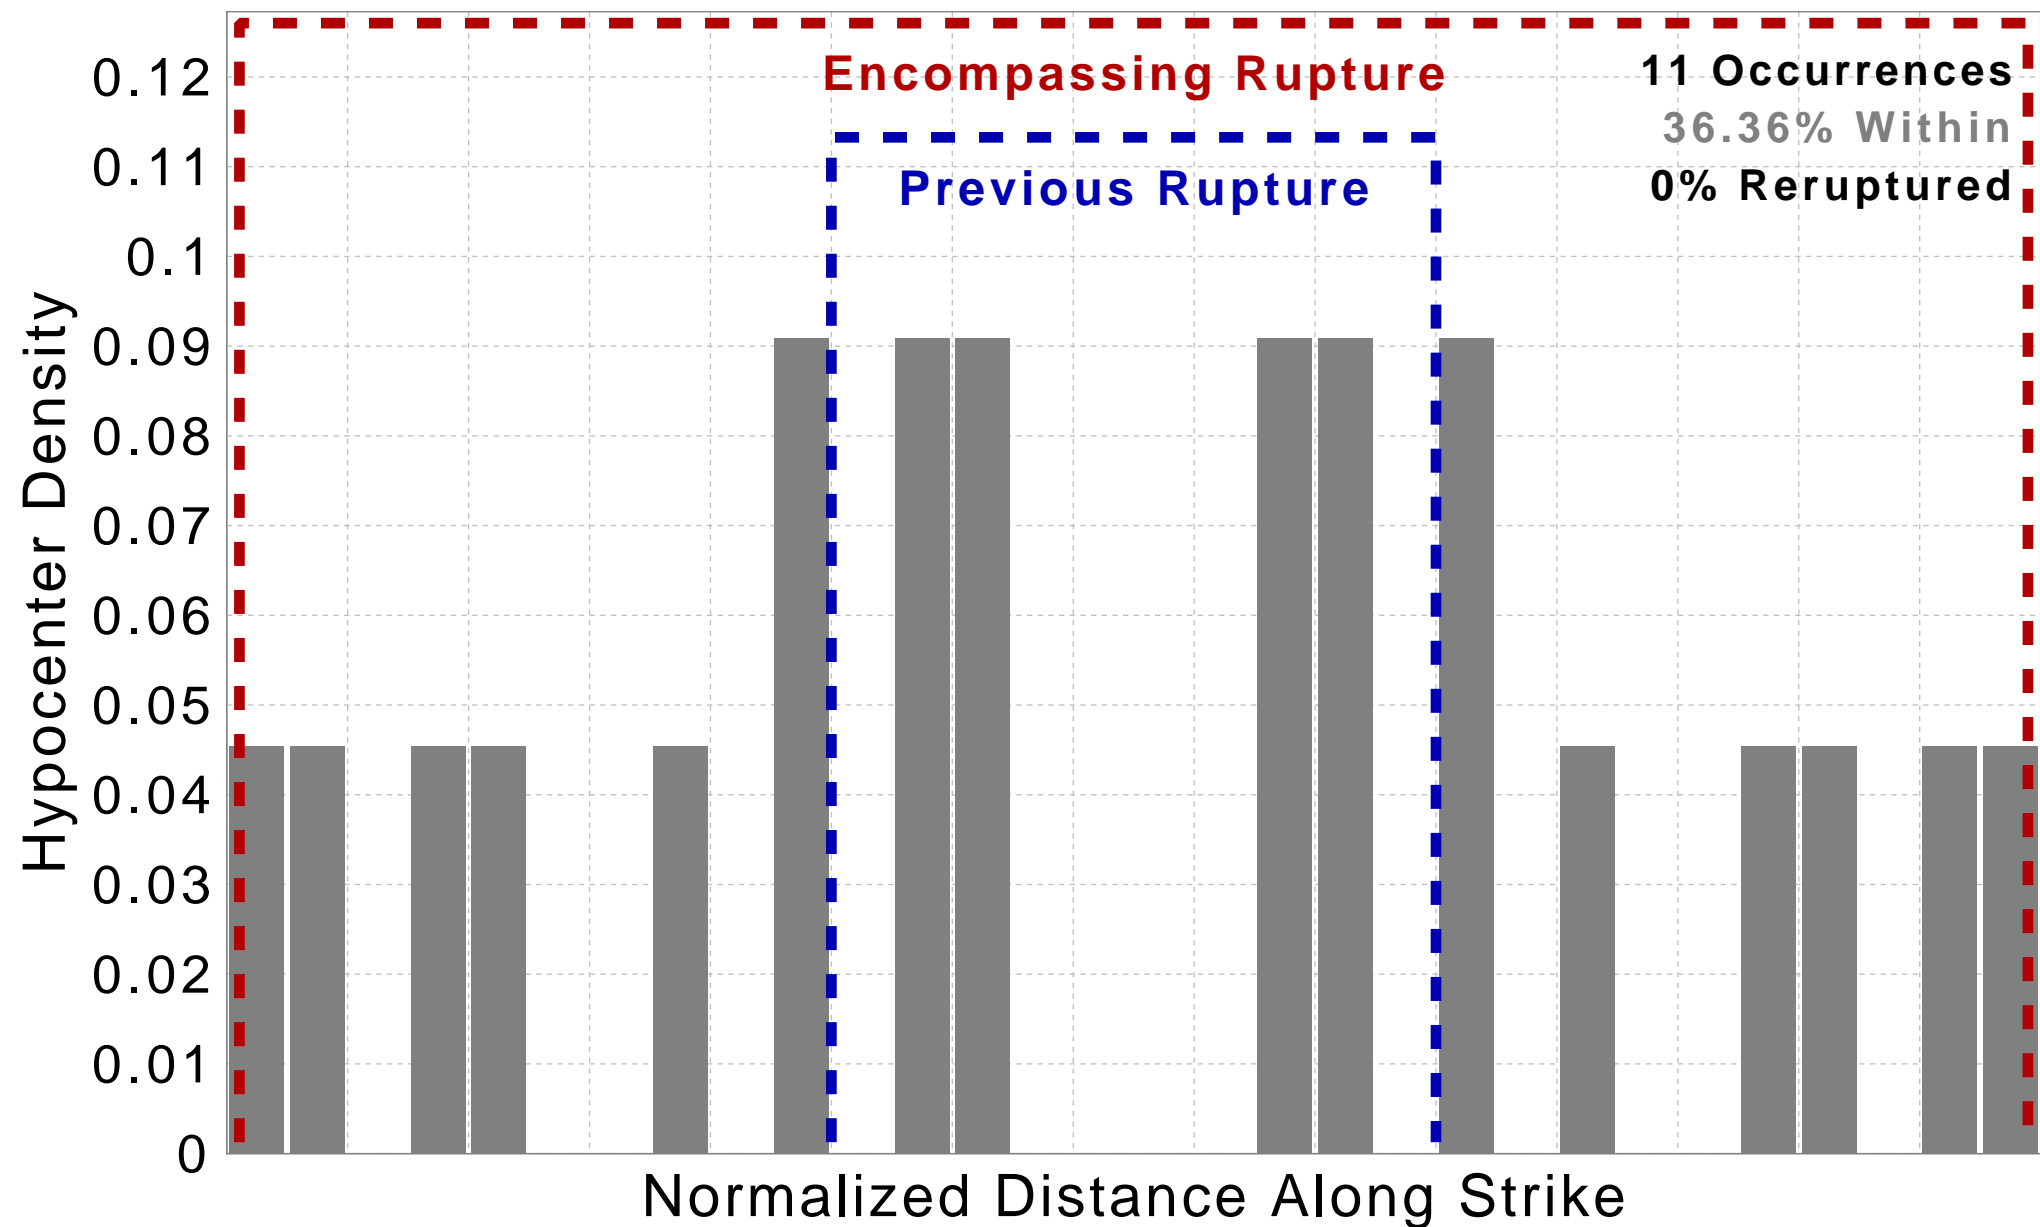 Encompassing Rupture
Previous Rupture
11 Occurrences
36.36% Within
0% Reruptured
Hypocenter Density
0.12
0.11
0.1
0.09
0.08
0.07
0.06
0.05
0.04
0.03
0.02
0.01
0
Normalized Distance Along Strike